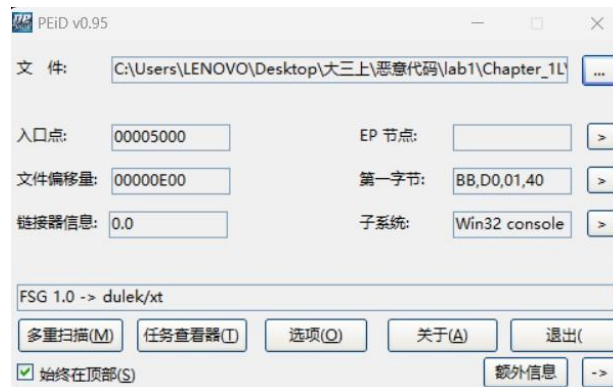 PEiD v0.95
文 件: C:\Users\LENOVO\Desktop\大三上\恶意代码\lab1\Chapter_1L\ ...
入口点: 00005000 EP 节点: >
文件偏移量: 00000E00 第一字节: BB,D0,01,40 >
链接器信息: 0.0 子系统: Win32 console >
FSG 1.0 -> dulek/xt
多重扫描(M) 任务查看器(T) 选项(O) 关于(A) 退出(
始终在顶部(S) 额外信息 ->